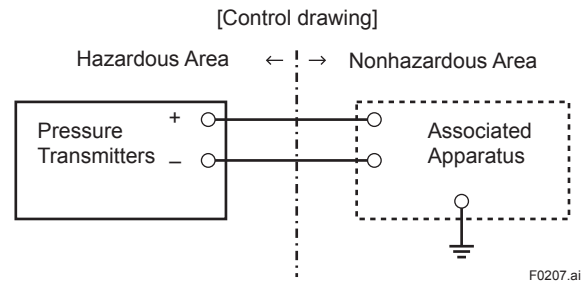 [Control drawing]
Hazardous Area ← → Nonhazardous Area
Pressure
Transmitters
+
–
Associated
Apparatus
F0207.ai